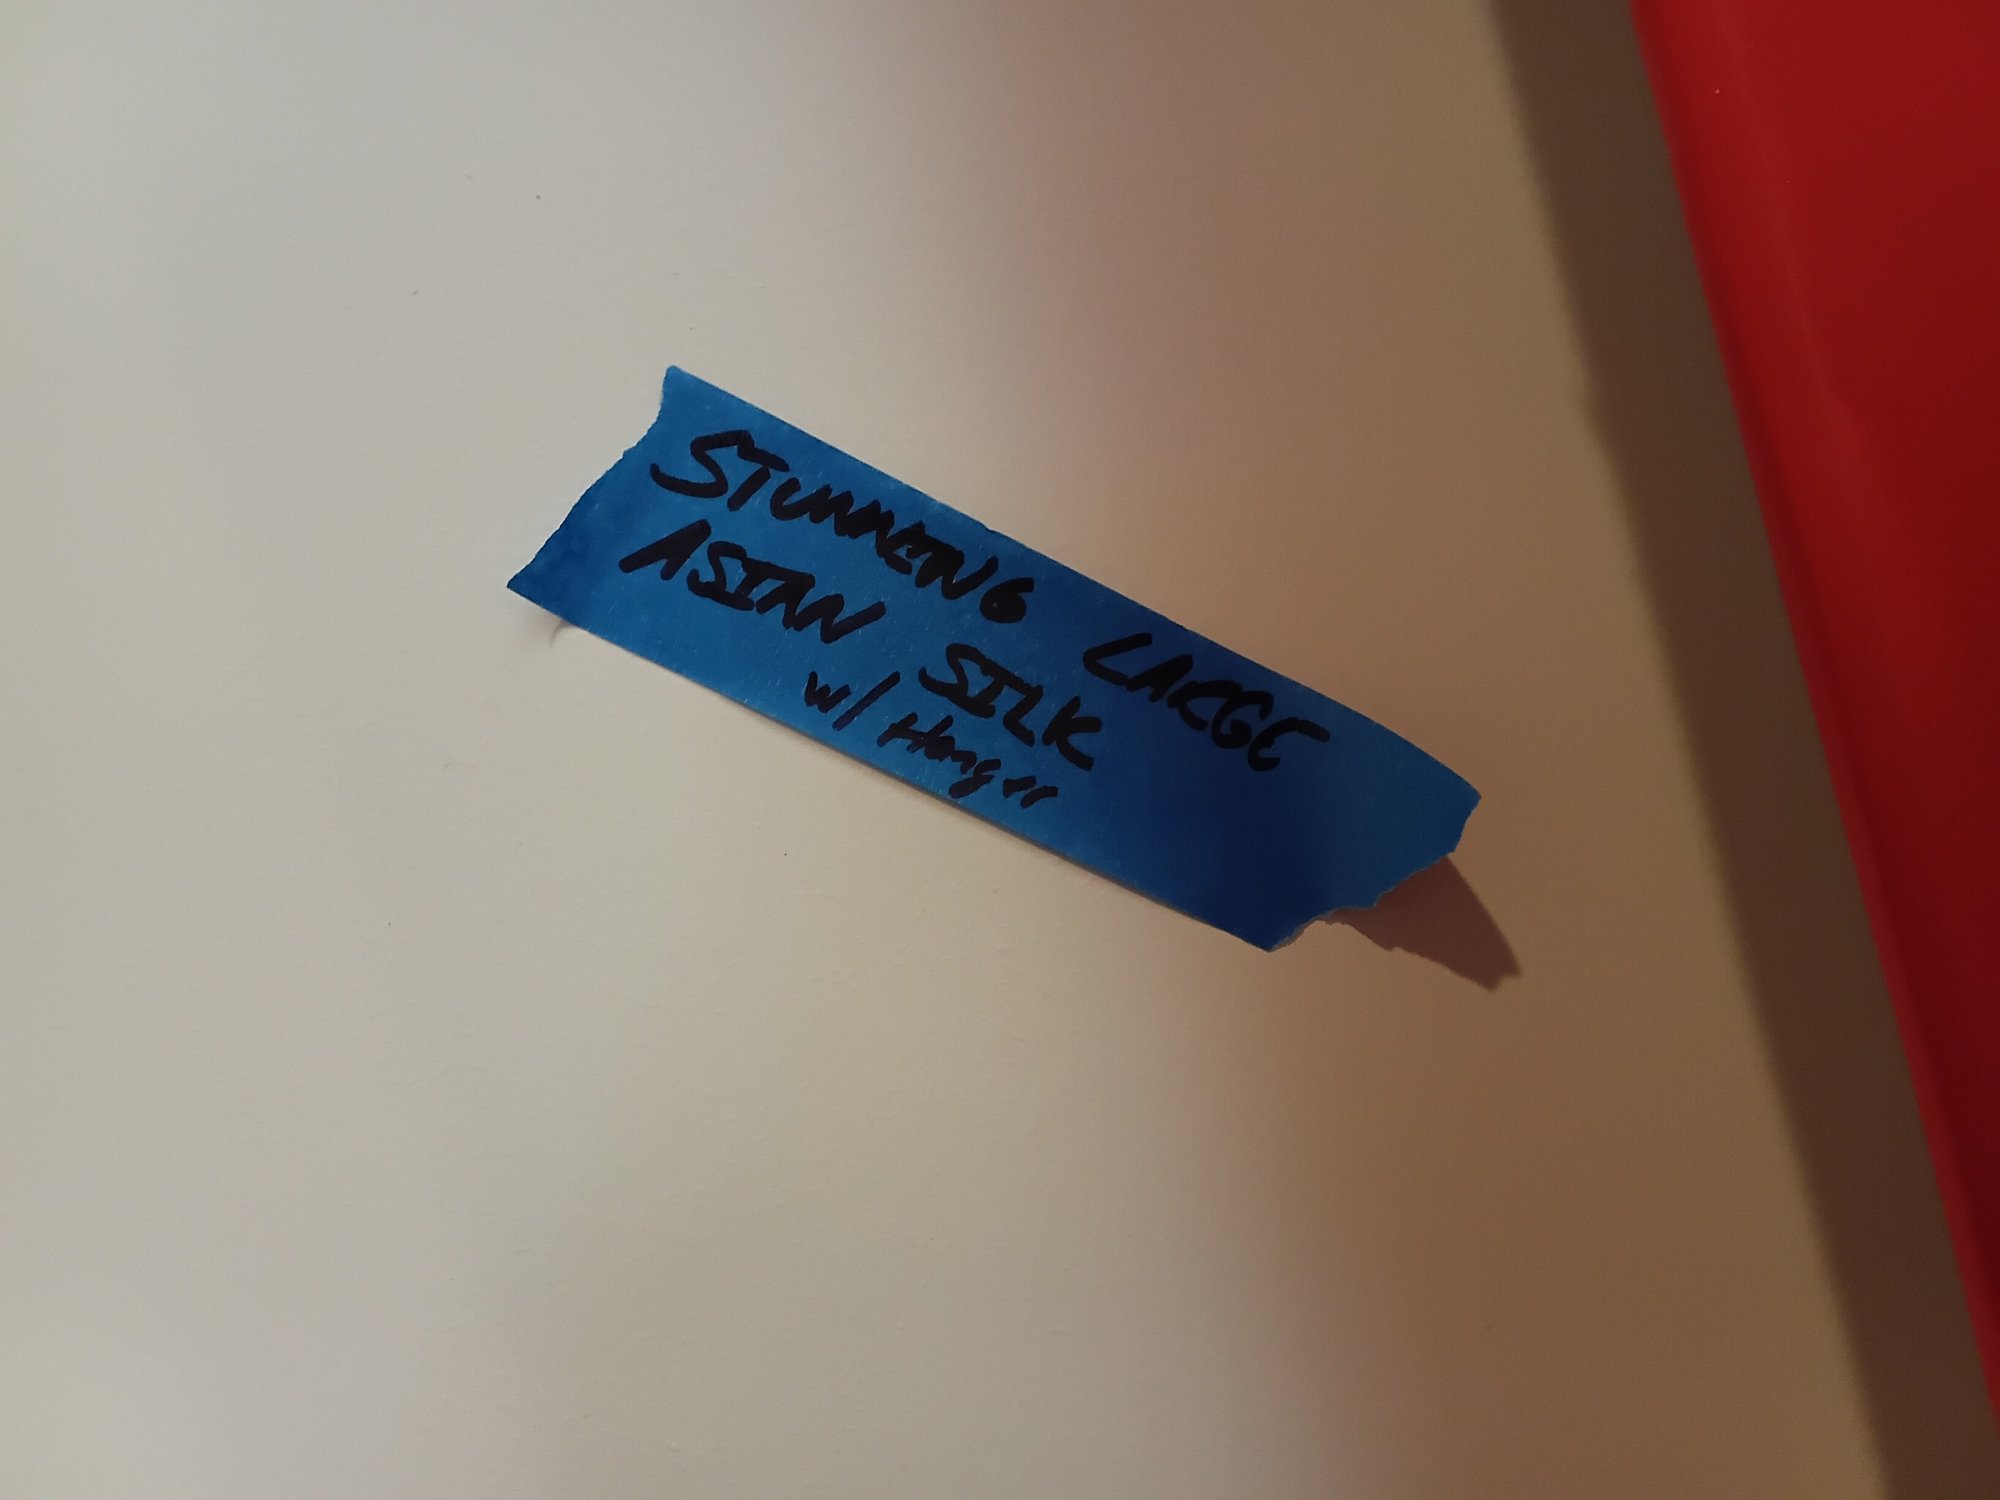 STUNNING LARGE
ASIAN SILK
w/ Hanger